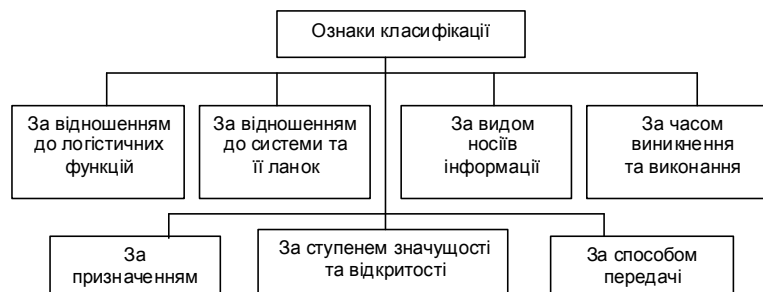 Ознаки класифікації
За відношенням
до логістичних
функцій
За відношенням
до системи та
її ланок
За видом
носіїв
інформації
За часом
виникнення
та виконання
За
призначенням
За ступенем значущості
та відкритості
За способом
передачі